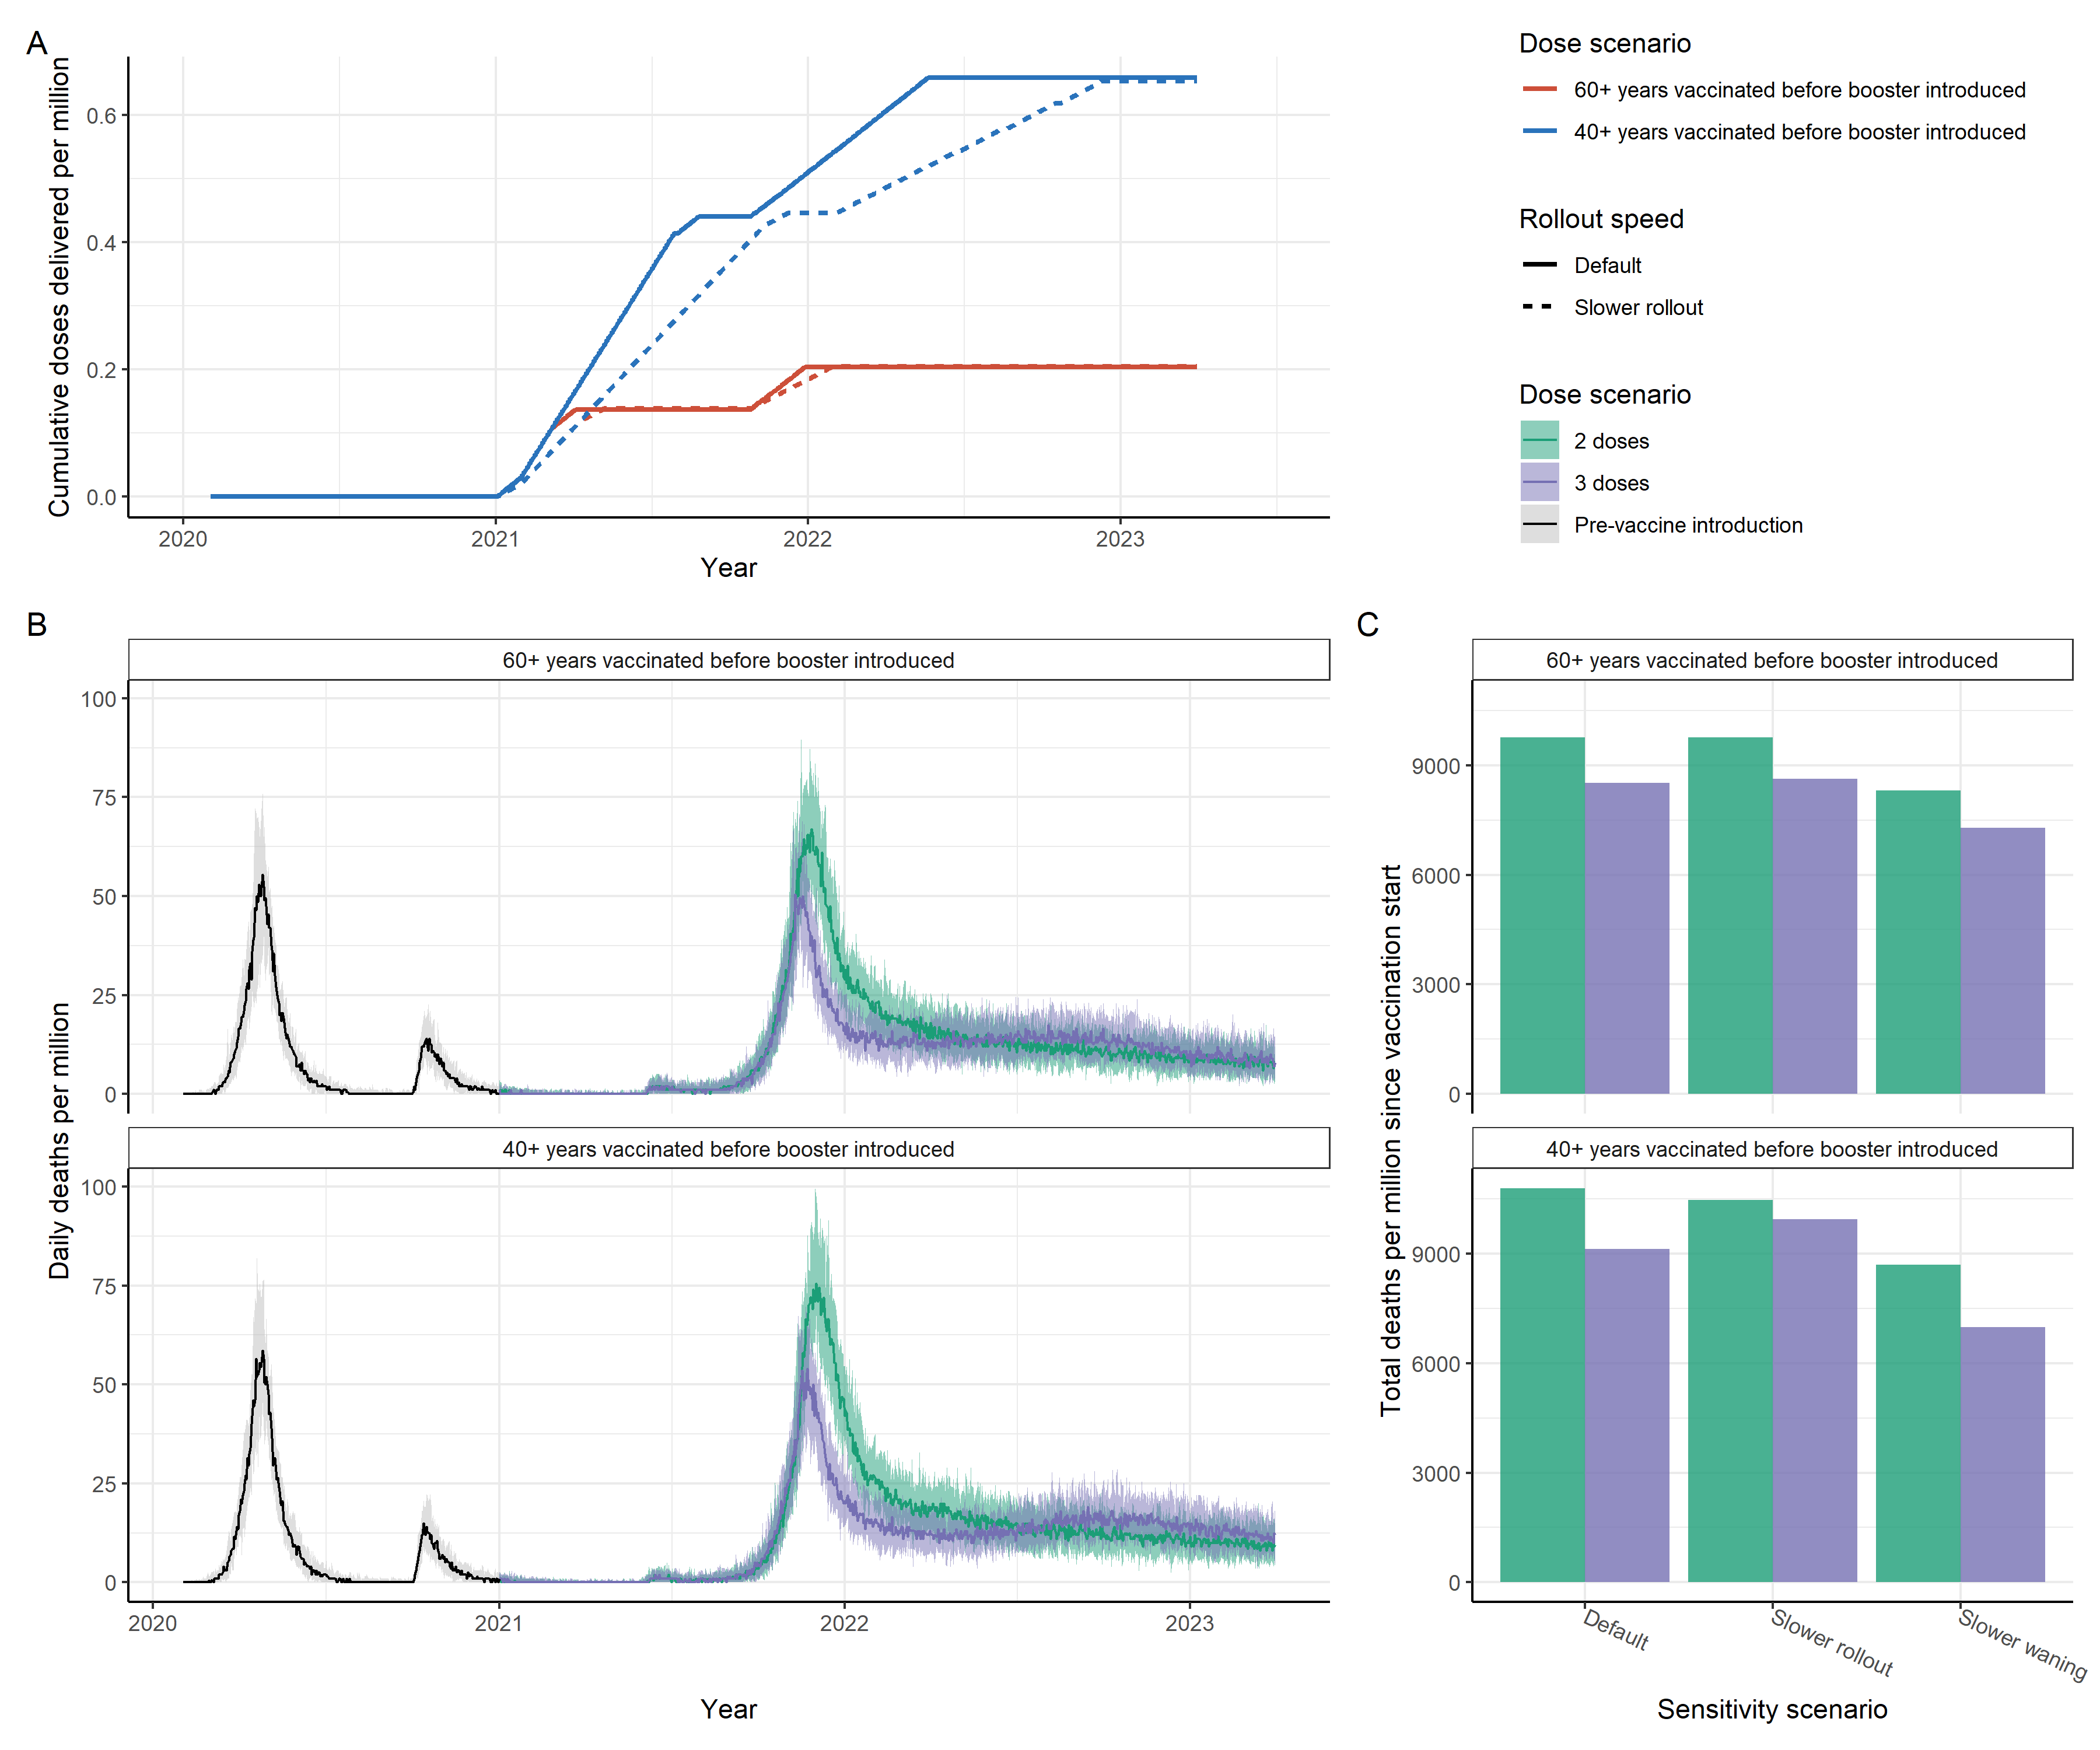 A
Cumulative doses delivered per million
0.6
0.4
0.2
0.0
2020
2021
2022
2023
Year
Dose scenario
60+ years vaccinated before booster introduced
40+ years vaccinated before booster introduced
Rollout speed
Default
Slower rollout
Dose scenario
2 doses
3 doses
Pre-vaccine introduction
B
Daily deaths per million
60+ years vaccinated before booster introduced
100
75
50
25
0
40+ years vaccinated before booster introduced
100
75
50
25
0
2020
2021
2022
2023
Year
C
Total deaths per million since vaccination start
60+ years vaccinated before booster introduced
9000
6000
3000
0
40+ years vaccinated before booster introduced
9000
6000
3000
0
Default
Slower rollout
Slower waning
Sensitivity scenario